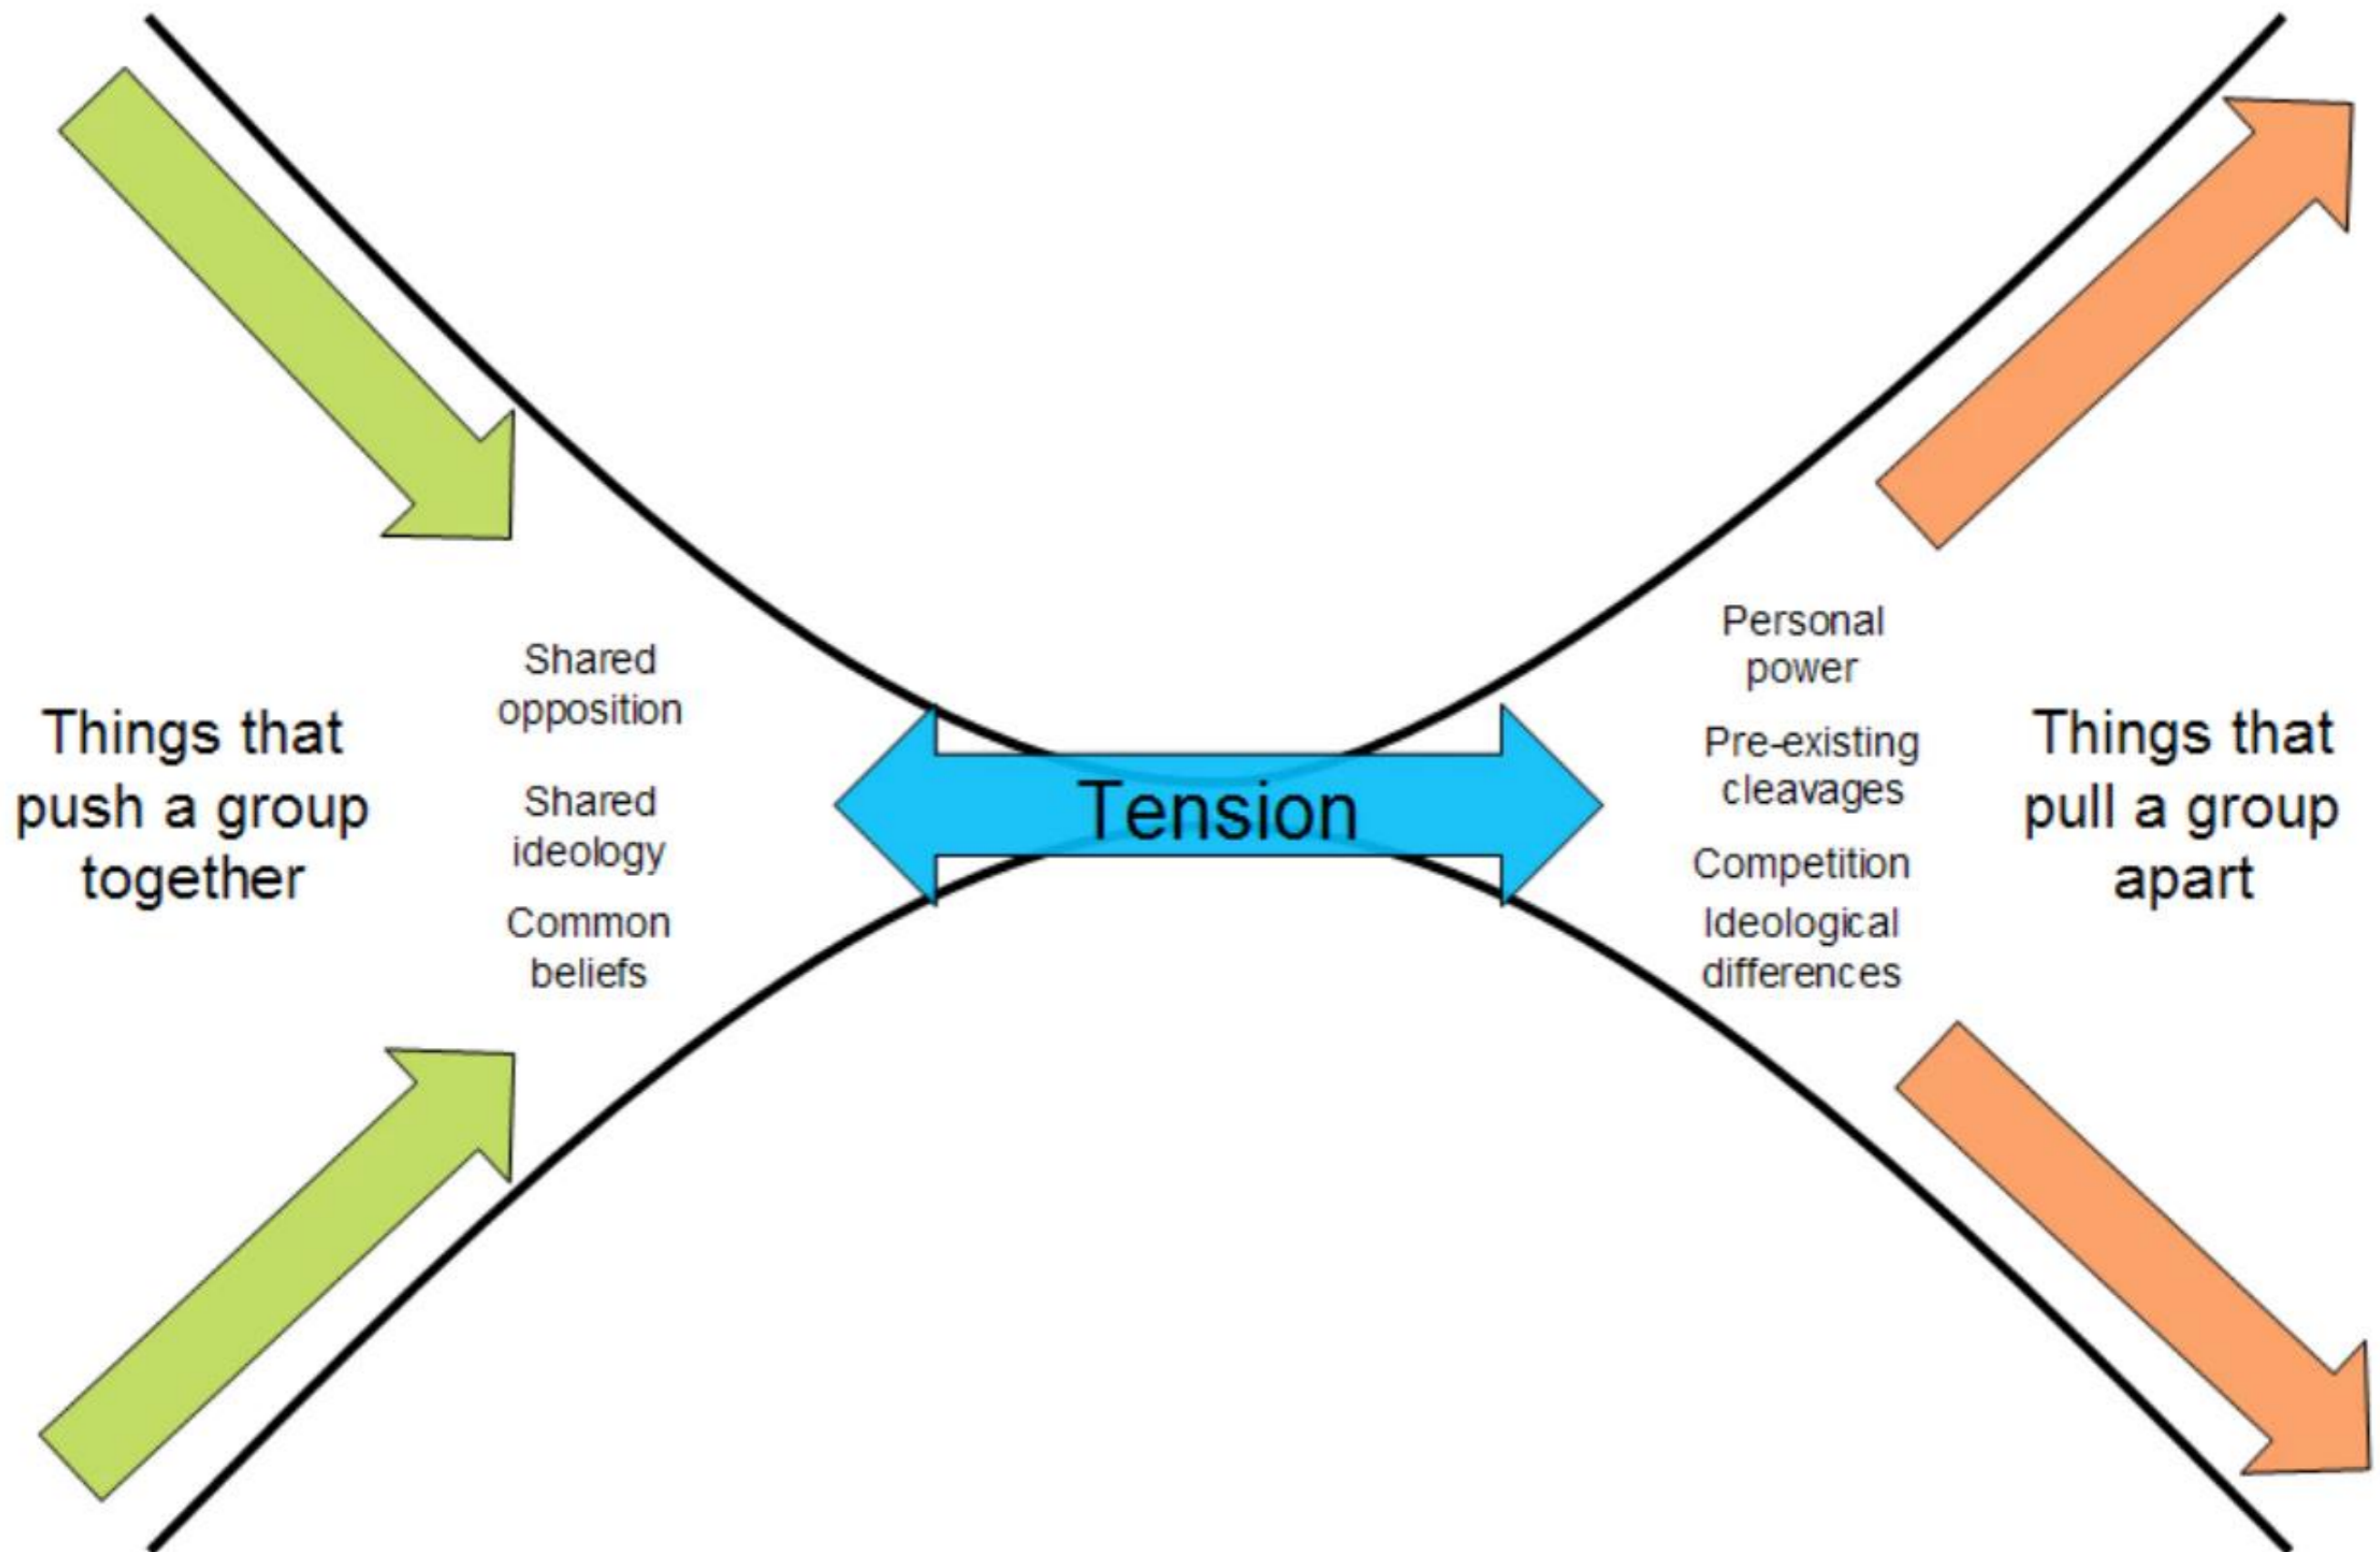 Things that
push a group
together
Shared
opposition
Shared
ideology
Common
beliefs
Tension
Personal
power
Pre-existing
cleavages
Competition
Ideological
differences
Things that
pull a group
apart